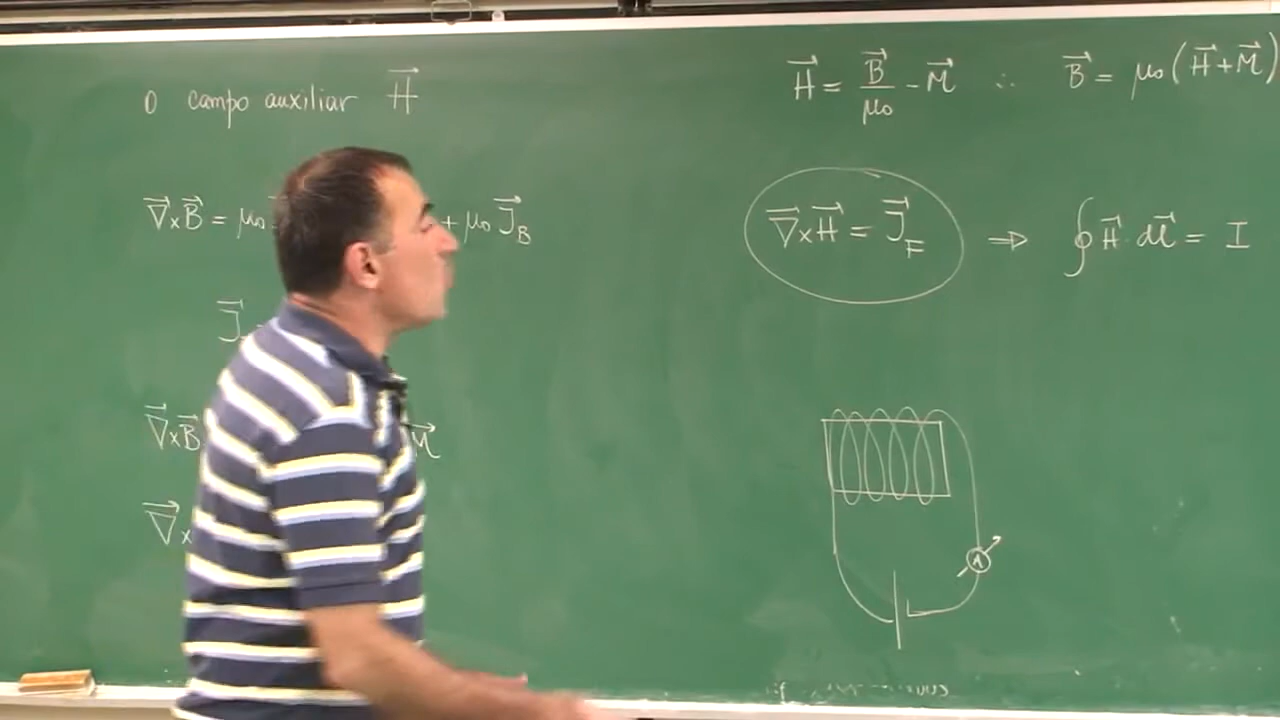 O campo auxiliar H⃗
∇⃗×B⃗ = μ₀ + μ₀ J⃗_B
J⃗
∇⃗×B⃗ M⃗
∇⃗×
H⃗ = B⃗/μ₀ - M⃗ ∴ B⃗ = μ₀(H⃗+M⃗)
∇⃗×H⃗ = J⃗_F ⇒ ∮ H⃗ · dl⃗ = I
A